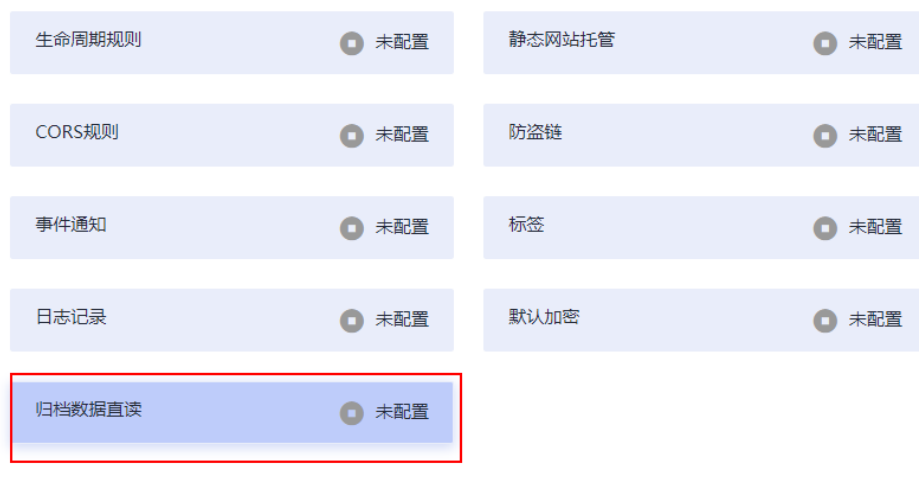 生命周期规则 未配置 静态网站托管 未配置
CORS规则 未配置 防盗链 未配置
事件通知 未配置 标签 未配置
日志记录 未配置 默认加密 未配置
归档数据直读 未配置